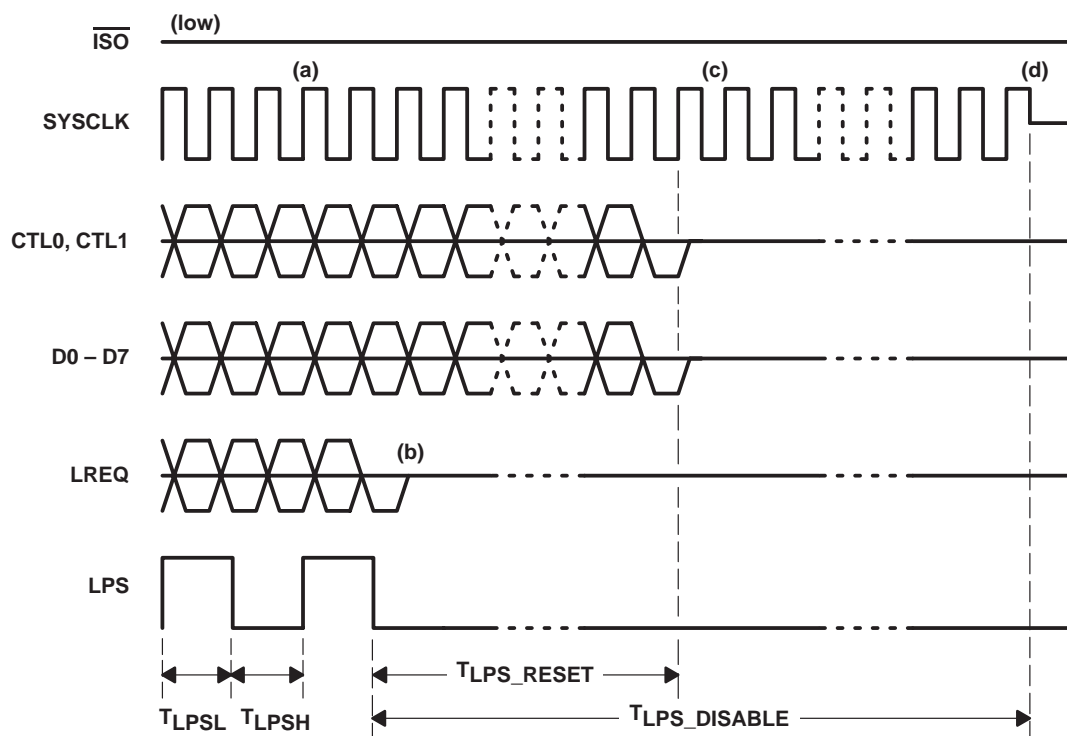 (low)
ISO
(a)
(c)
(d)
SYSCLK
CTL0, CTL1
D0 – D7
(b)
LREQ
LPS
TLPS_RESET
TLPSL
TLPSH
TLPS_DISABLE